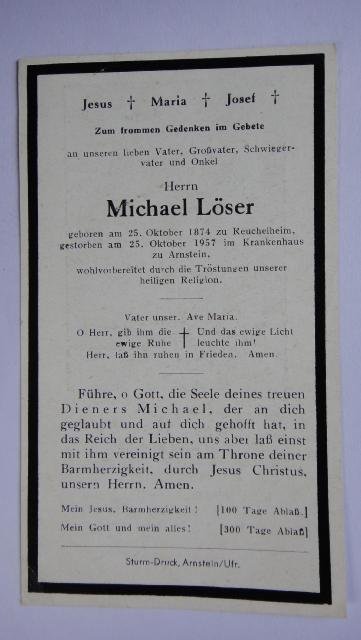 Jesus † Maria † Josef †
Zum frommen Gedenken im Gebete
an unseren lieben Vater, Großvater, Schwieger-
vater und Onkel
Herrn
Michael Löser
geboren am 25. Oktober 1874 zu Reuchelheim,
gestorben am 25. Oktober 1957 im Krankenhaus
zu Arnstein,
wohlvorbereitet durch die Tröstungen unserer
heiligen Religion.
Vater unser. Ave Maria.
O Herr, gib ihm die † Und das ewige Licht
ewige Ruhe leuchte ihm!
Herr, laß ihn ruhen in Frieden. Amen.
Führe, o Gott, die Seele deines treuen
Dieners Michael, der an dich
geglaubt und auf dich gehofft hat, in
das Reich der Lieben, uns aber laß einst
mit ihm vereinigt sein am Throne deiner
Barmherzigkeit, durch Jesus Christus,
unsern Herrn. Amen.
Mein Jesus, Barmherzigkeit! [100 Tage Ablaß.]
Mein Gott und mein alles! [300 Tage Ablaß]
Sturm-Druck, Arnstein/Ufr.